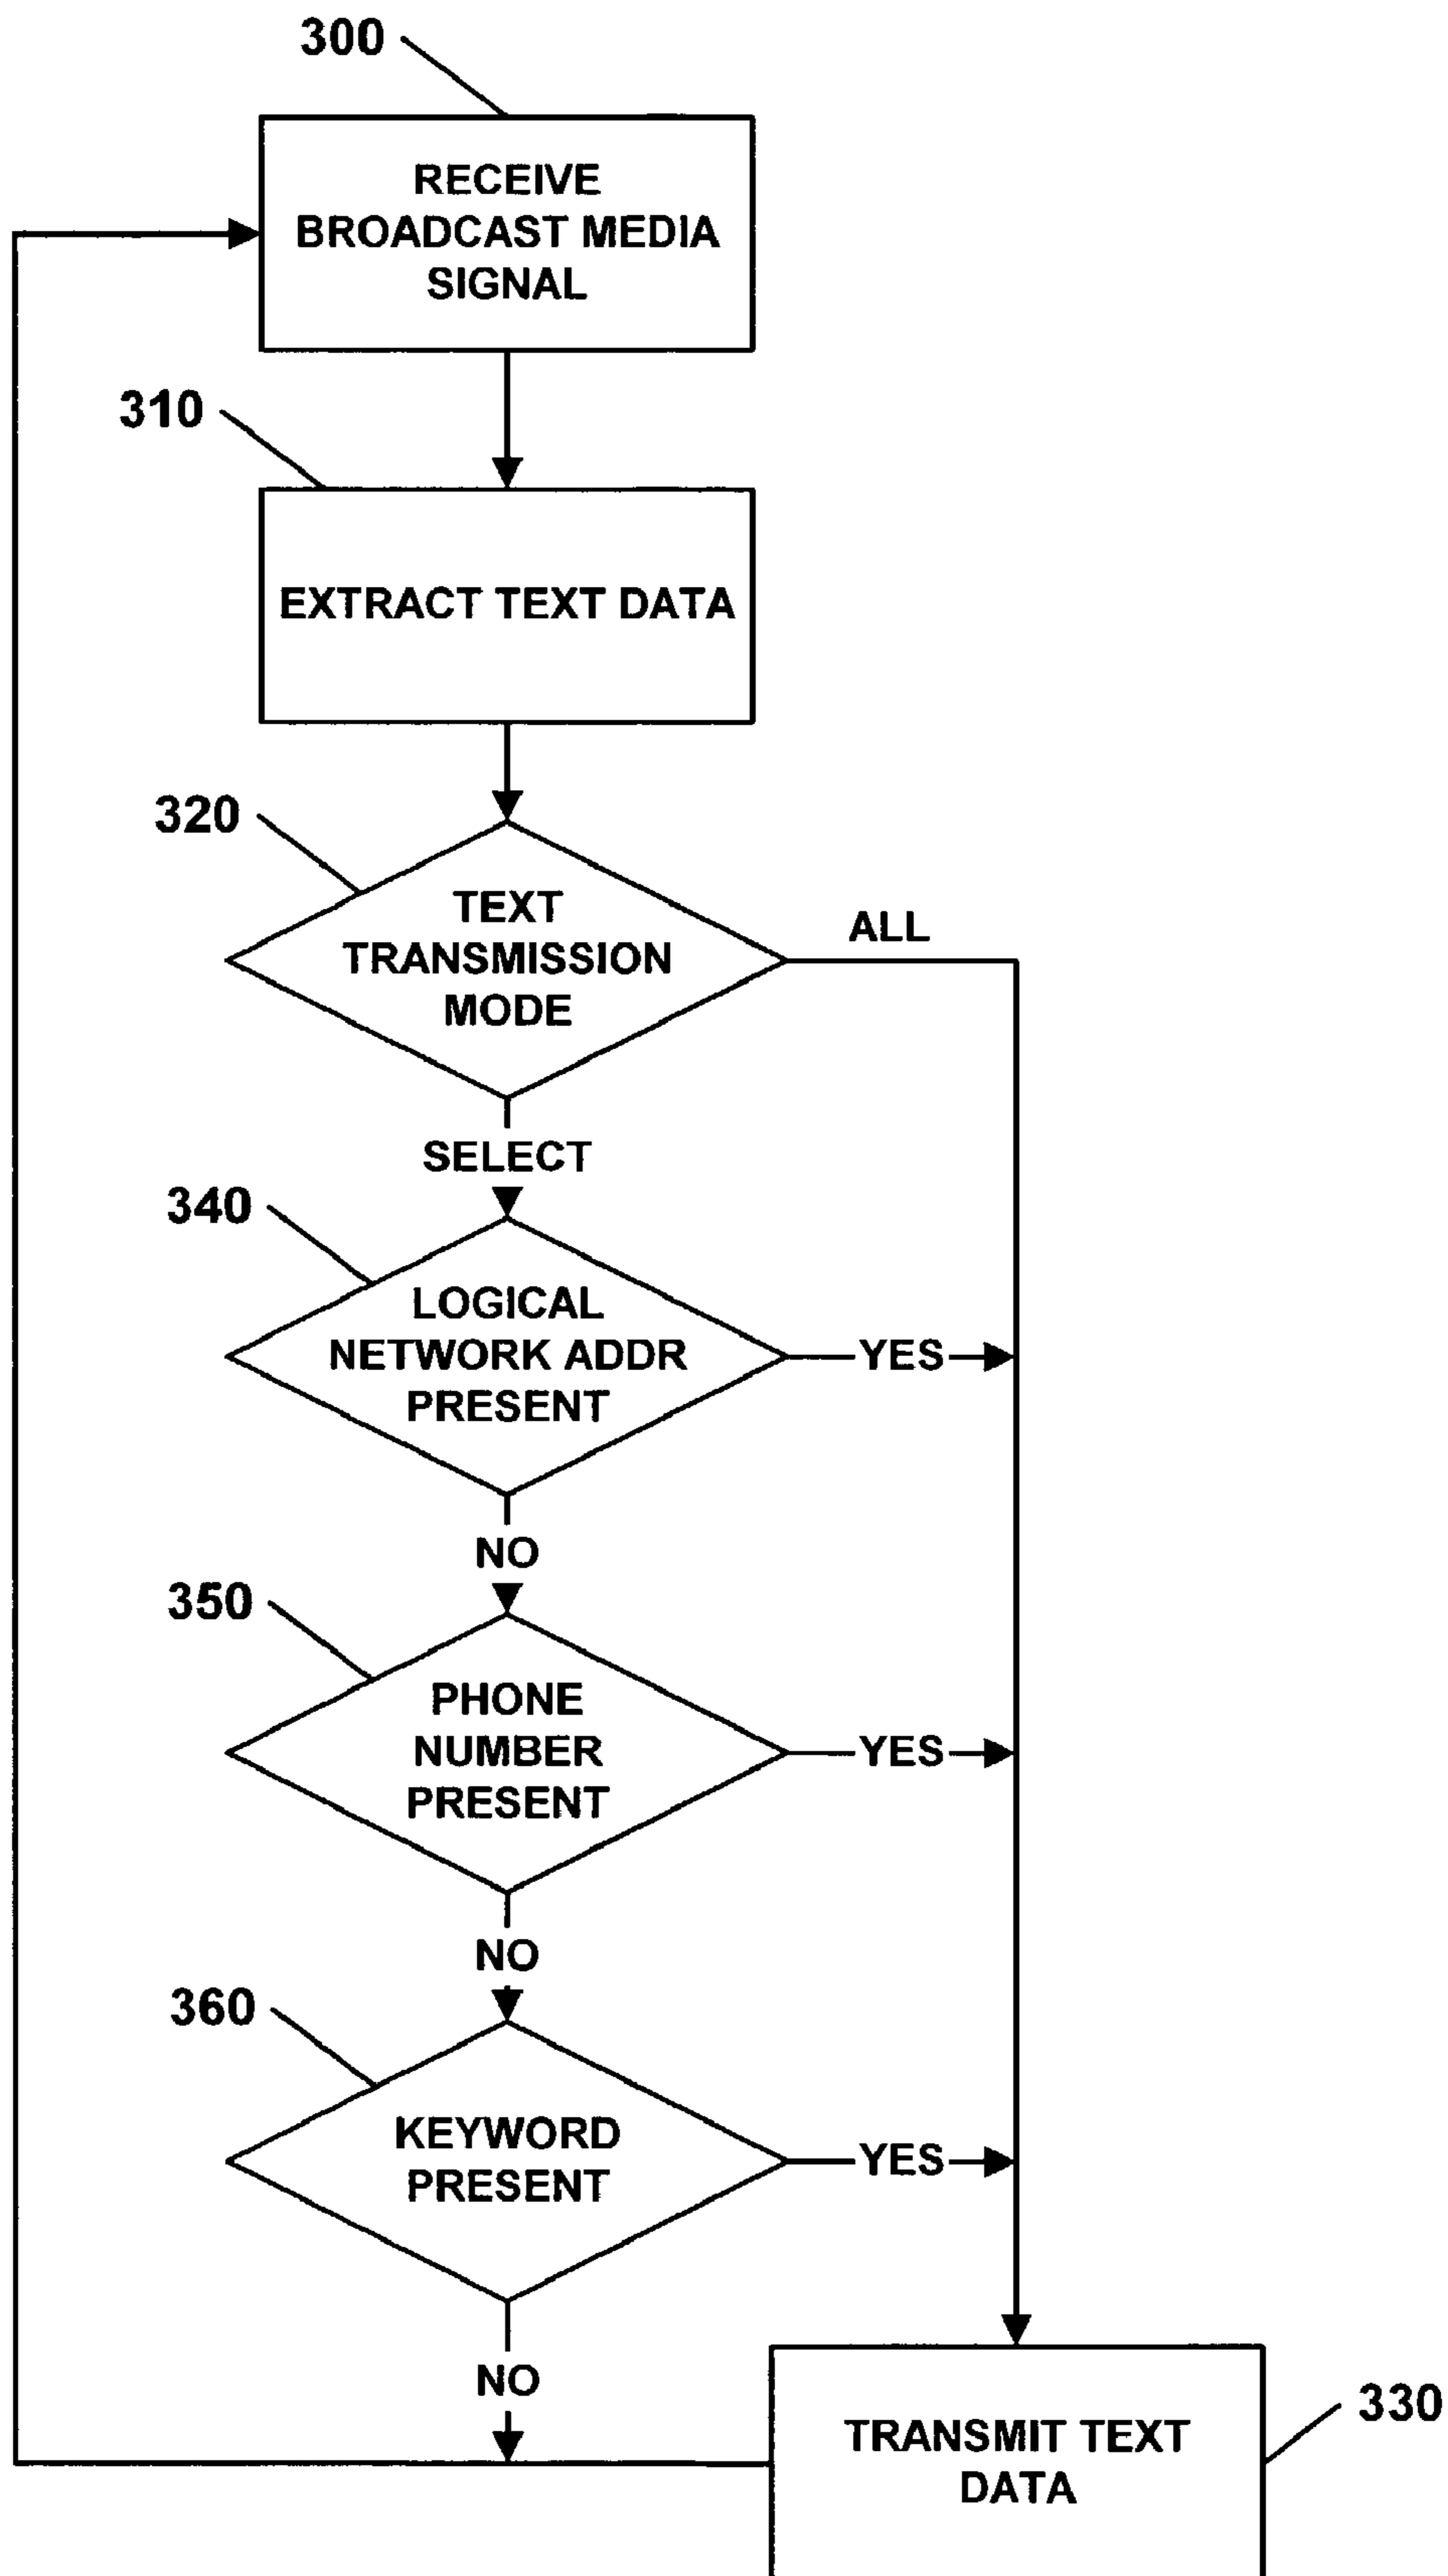 300
RECEIVE
BROADCAST MEDIA
SIGNAL
310
EXTRACT TEXT DATA
320
TEXT
TRANSMISSION
MODE
ALL
SELECT
340
LOGICAL
NETWORK ADDR
PRESENT
YES
NO
350
PHONE
NUMBER
PRESENT
YES
NO
360
KEYWORD
PRESENT
YES
NO
330
TRANSMIT TEXT
DATA